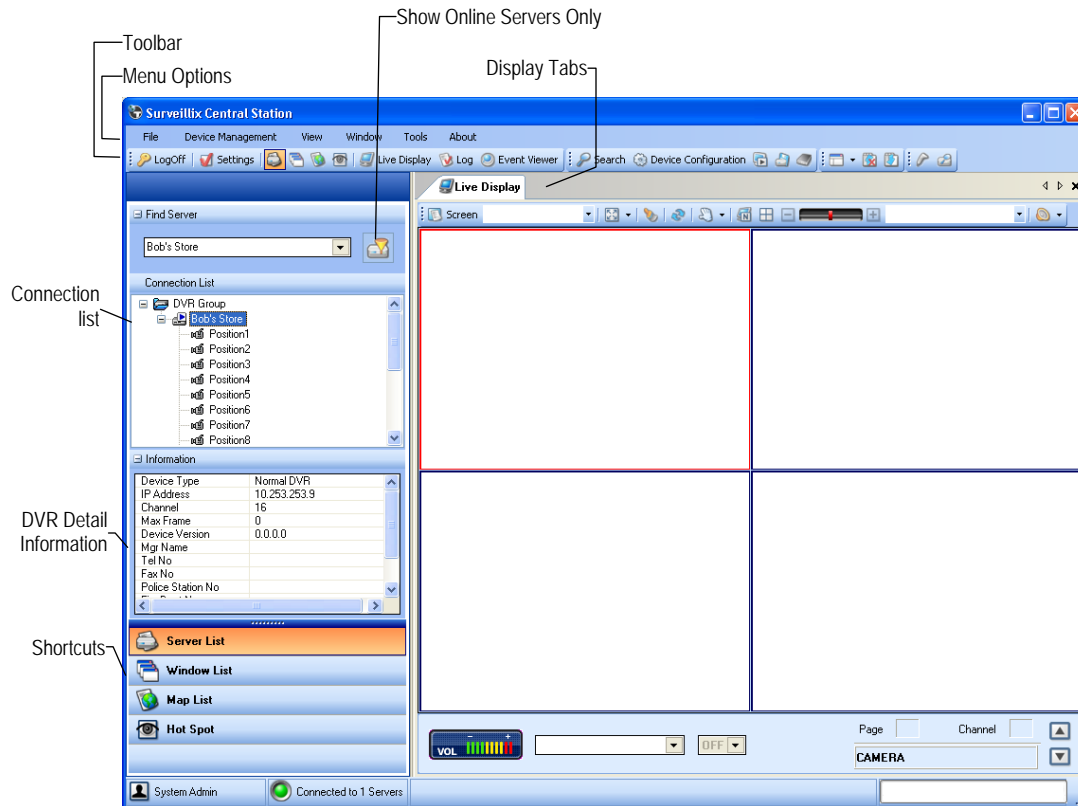 Show Online Servers Only
Toolbar
Display Tabs
Menu Options
Surveillix Central Station
File Device Management View Window Tools About
LogOff Settings Live Display Log Event Viewer Search Device Configuration
Live Display
Find Server
Screen
Bob's Store
Connection List
Connection list
DVR Group
Bob's Store
Position1
Position2
Position3
Position4
Position5
Position6
Position7
Position8
Information
DVR Detail Information
Device Type Normal DVR
IP Address 10.253.253.9
Channel 16
Max Frame 0
Device Version 0.0.0.0
Mgr Name
Tel No
Fax No
Police Station No
Shortcuts
Server List
Window List
Map List
Hot Spot
VOL - +
OFF
Page Channel
CAMERA
System Admin Connected to 1 Servers